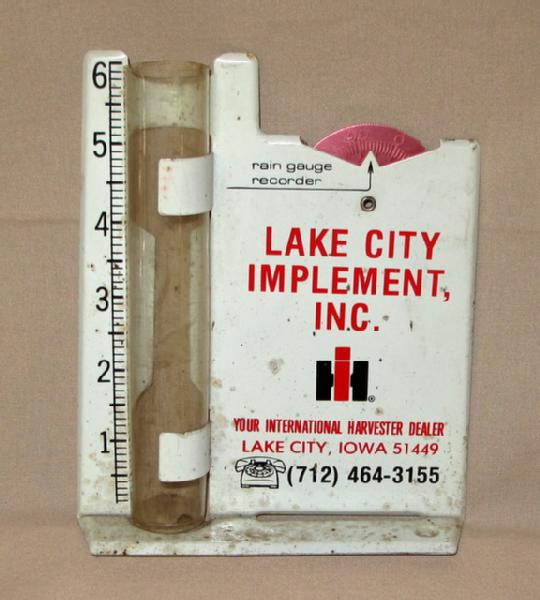 6
5
4
3
2
1
rain gauge
recorder
LAKE CITY
IMPLEMENT,
INC.
IH®
YOUR INTERNATIONAL HARVESTER DEALER
LAKE CITY, IOWA 51449
(712) 464-3155